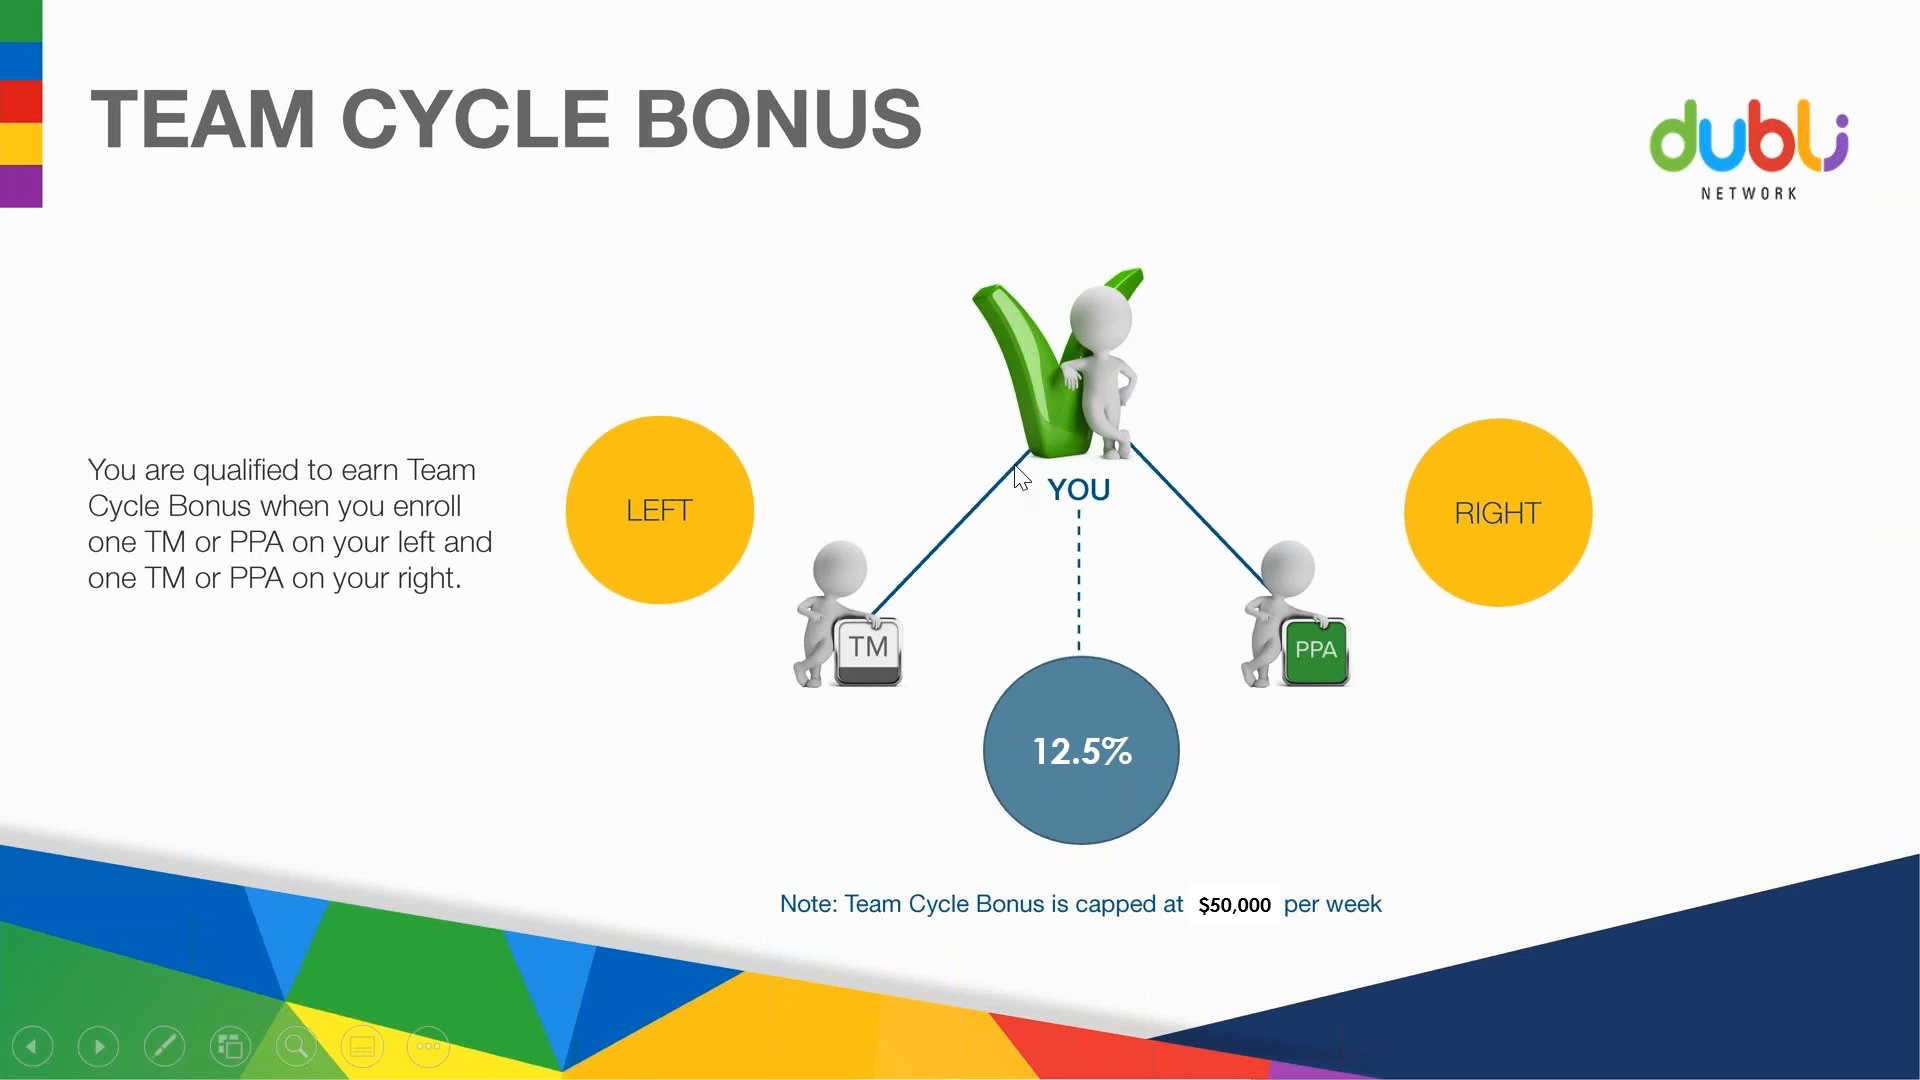 TEAM CYCLE BONUS
dubli
NETWORK
You are qualified to earn Team
Cycle Bonus when you enroll
one TM or PPA on your left and
one TM or PPA on your right.
LEFT
YOU
RIGHT
TM
PPA
12.5%
Note: Team Cycle Bonus is capped at $50,000 per week